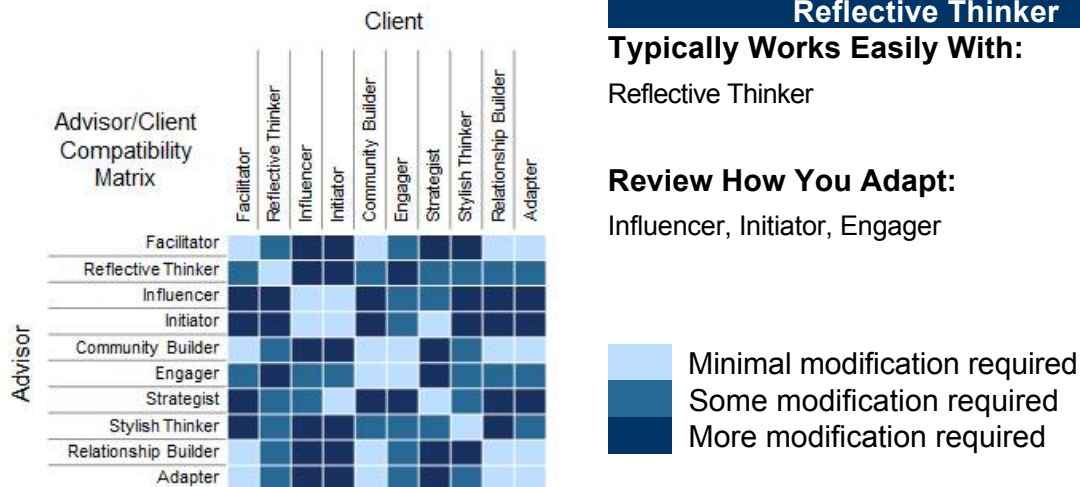 Client
Advisor/Client
Compatibility
Matrix
Facilitator
Reflective Thinker
Influencer
Initiator
Community Builder
Engager
Strategist
Stylish Thinker
Relationship Builder
Adapter
Advisor
Facilitator
Reflective Thinker
Influencer
Initiator
Community Builder
Engager
Strategist
Stylish Thinker
Relationship Builder
Adapter
Reflective Thinker
Typically Works Easily With:
Reflective Thinker
Review How You Adapt:
Influencer, Initiator, Engager
Minimal modification required
Some modification required
More modification required